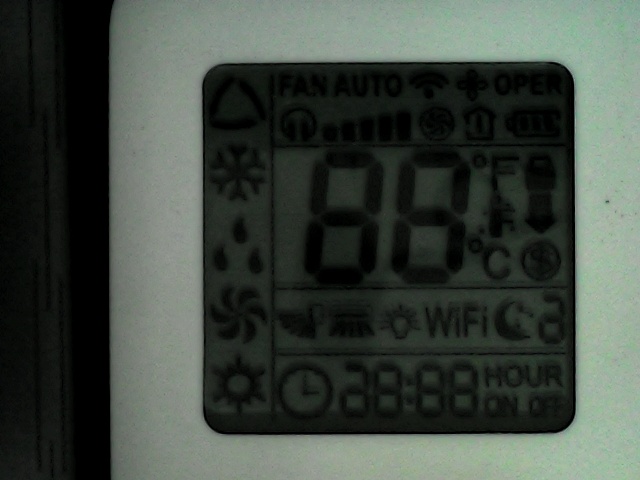 FAN AUTO OPER
88 °F
°C
WiFi
88:88 HOUR
ON OFF